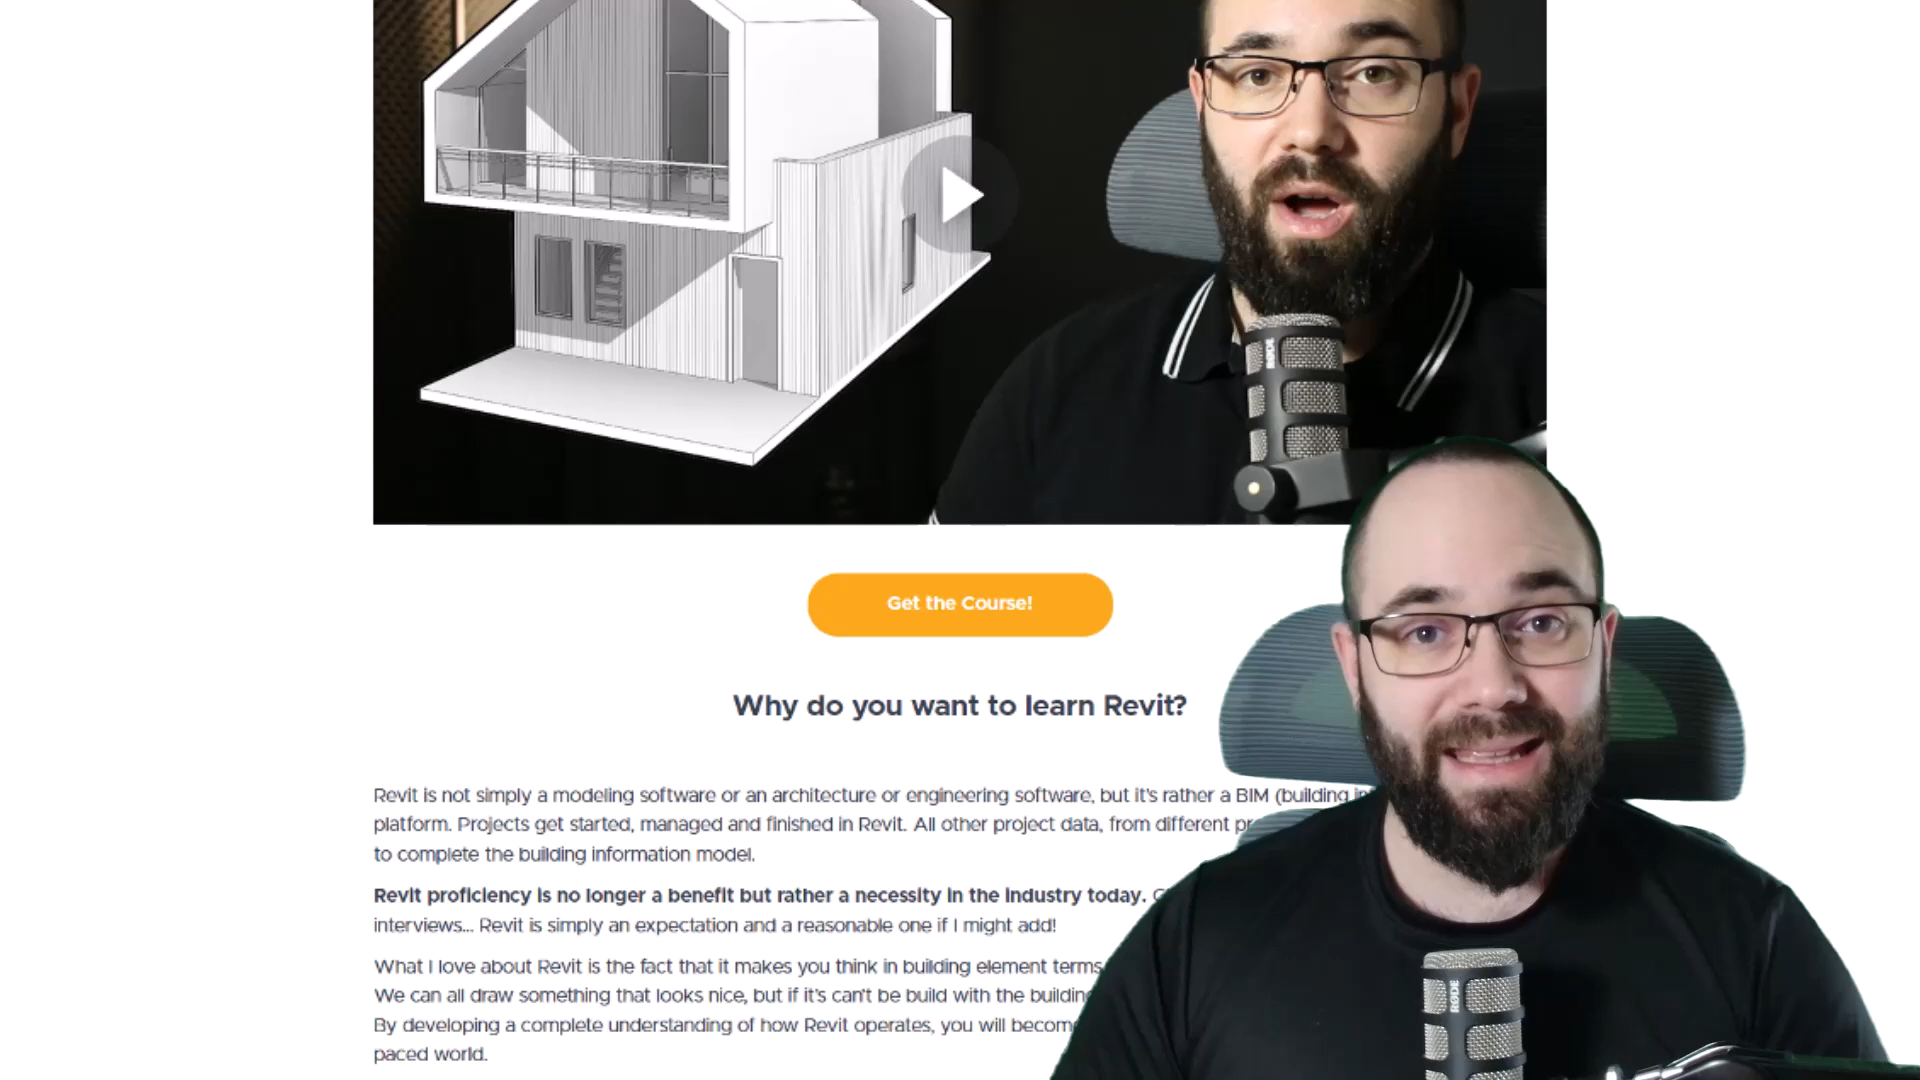 RØDE
Get the Course!
Why do you want to learn Revit?
Revit is not simply a modeling software or an architecture or engineering software, but it's rather a BIM (building
platform. Projects get started, managed and finished in Revit. All other project data, from different
to complete the building information model.
Revit proficiency is no longer a benefit but rather a necessity in the industry today.
interviews... Revit is simply an expectation and a reasonable one if I might add!
What I love about Revit is the fact that it makes you think in building element terms
We can all draw something that looks nice, but if it's can't be build with the building
By developing a complete understanding of how Revit operates, you will become
paced world.
RØDE